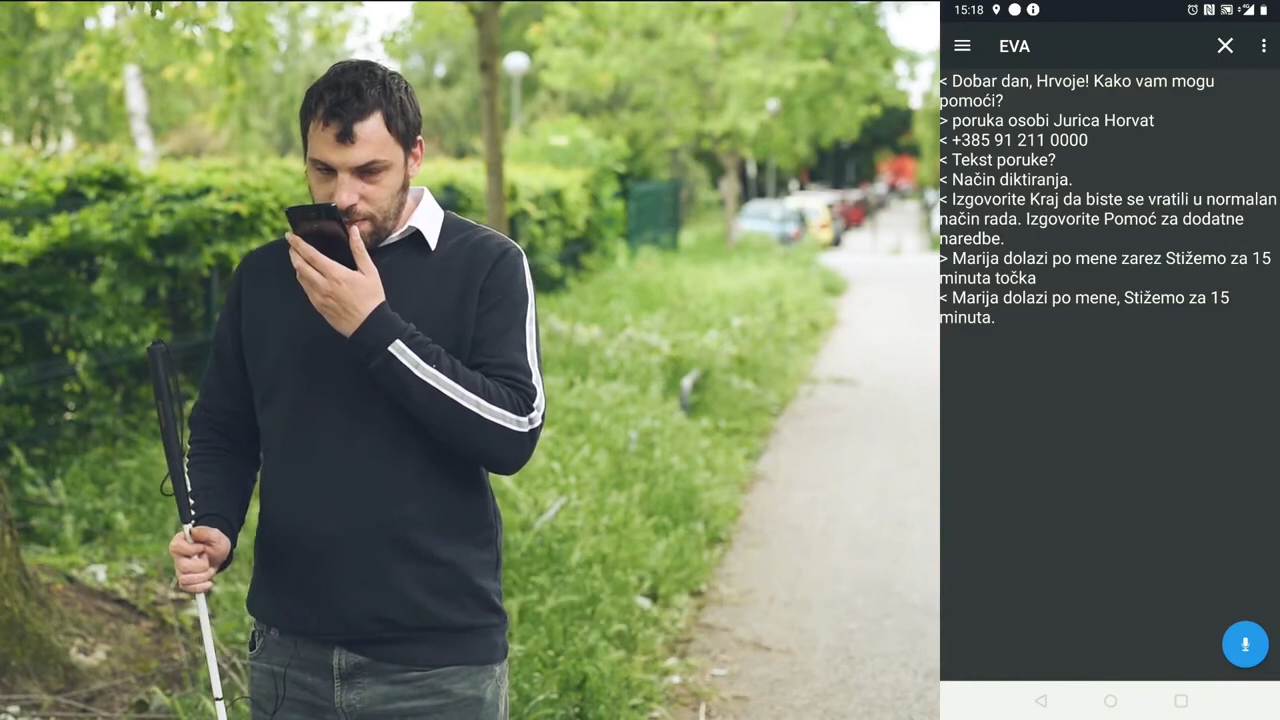 15:18
EVA
< Dobar dan, Hrvoje! Kako vam mogu
pomoći?
> poruka osobi Jurica Horvat
< +385 91 211 0000
< Tekst poruke?
< Način diktiranja.
< Izgovorite Kraj da biste se vratili u normalan
način rada. Izgovorite Pomoć za dodatne
naredbe.
> Marija dolazi po mene zarez Stižemo za 15
minuta točka
< Marija dolazi po mene, Stižemo za 15
minuta.